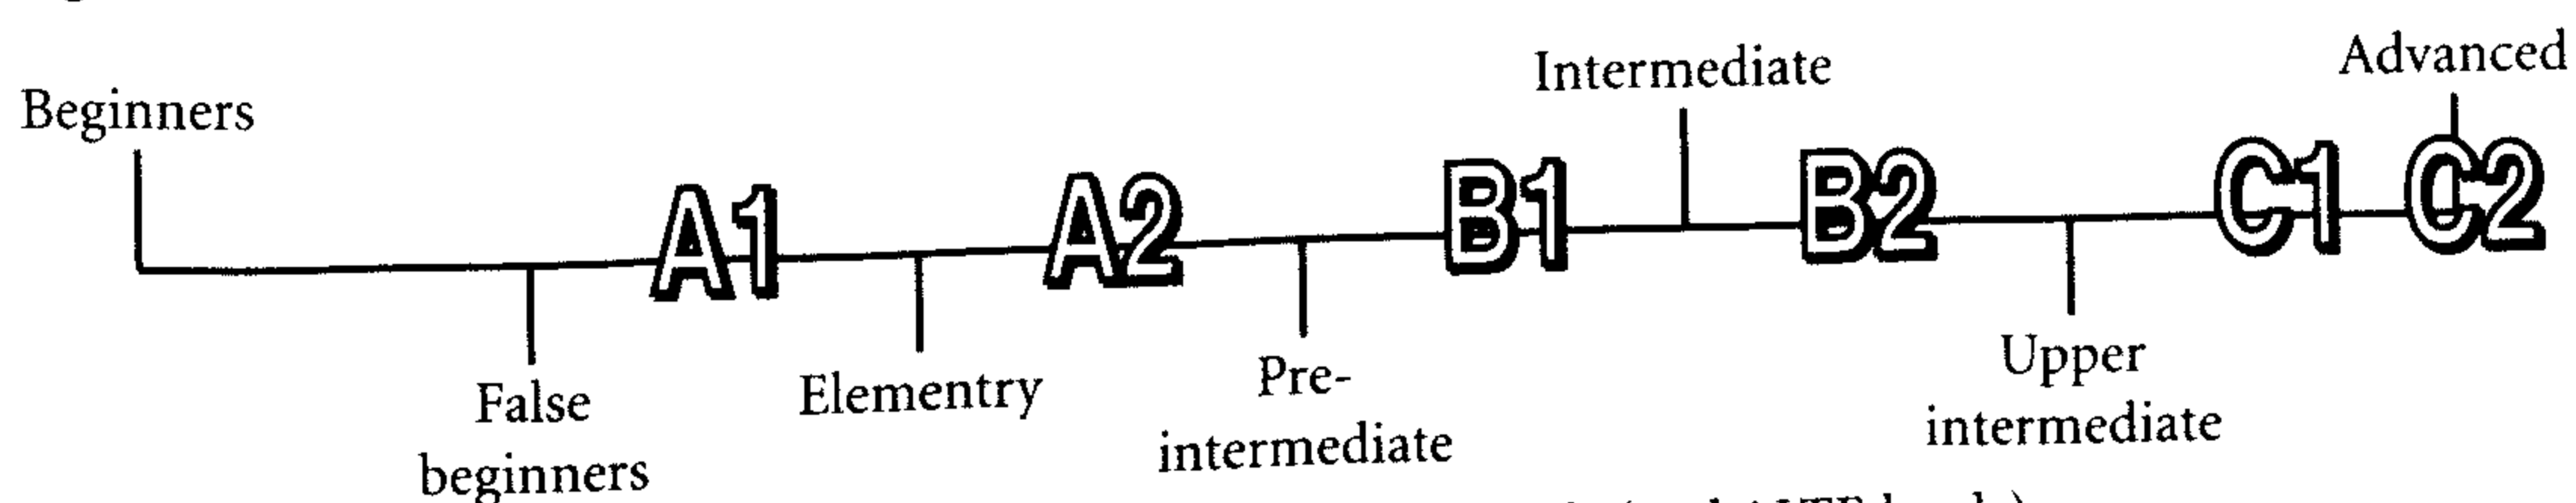 Beginners
Intermediate
Advanced
A1
A2
B1
B2
C1
C2
False
beginners
Elementry
Pre-
intermediate
Upper
intermediate